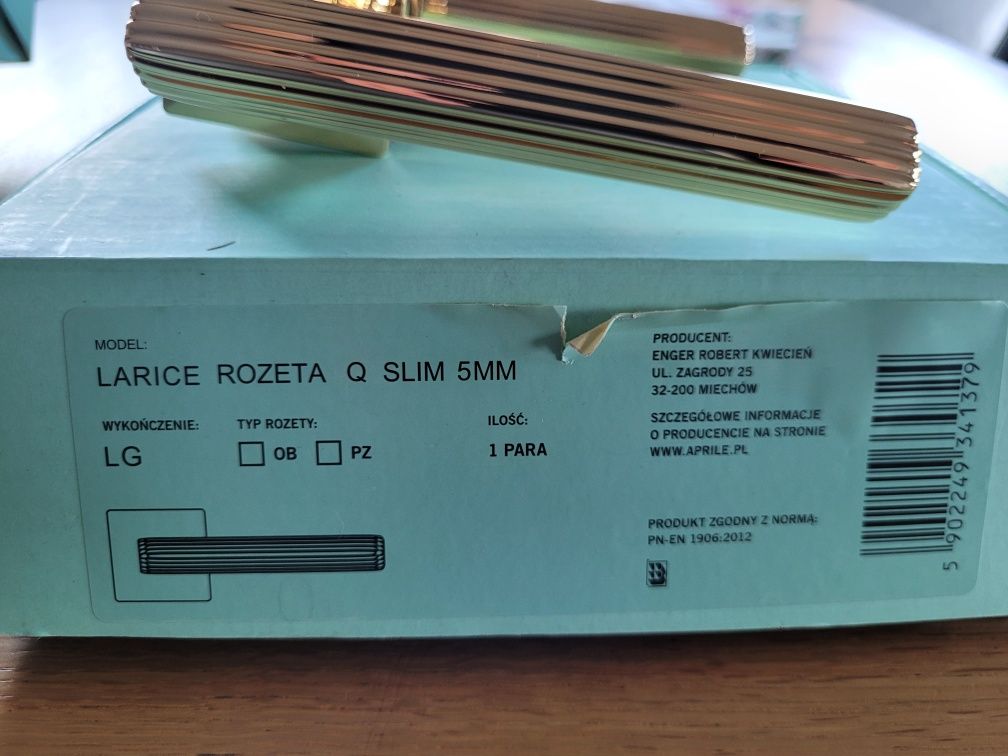 MODEL:
LARICE ROZETA Q SLIM 5MM
WYKOŃCZENIE:
LG
TYP ROZETY:
OB PZ
ILOŚĆ:
1 PARA
PRODUCENT:
ENGER ROBERT KWIECIEŃ
UL. ZAGRODY 25
32-200 MIECHÓW
SZCZEGÓŁOWE INFORMACJE
O PRODUCENCIE NA STRONIE
WWW.APRILE.PL
PRODUKT ZGODNY Z NORMĄ:
PN-EN 1906:2012
5 902249 341379